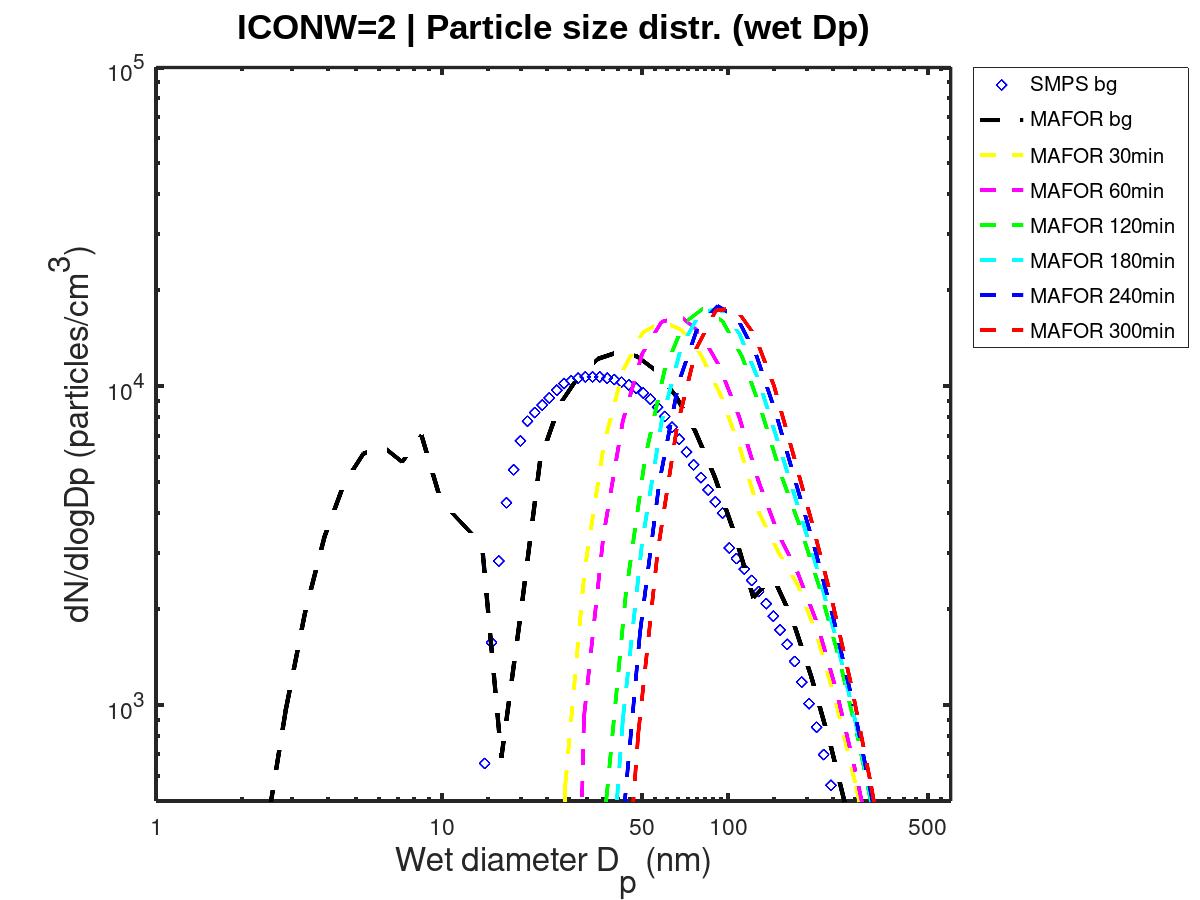 ICONW=2 | Particle size distr. (wet Dp)
10^5
10^4
10^3
dN/dlogDp (particles/cm^3)
1
10
50
100
500
Wet diameter D_p (nm)
SMPS bg
MAFOR bg
MAFOR 30min
MAFOR 60min
MAFOR 120min
MAFOR 180min
MAFOR 240min
MAFOR 300min